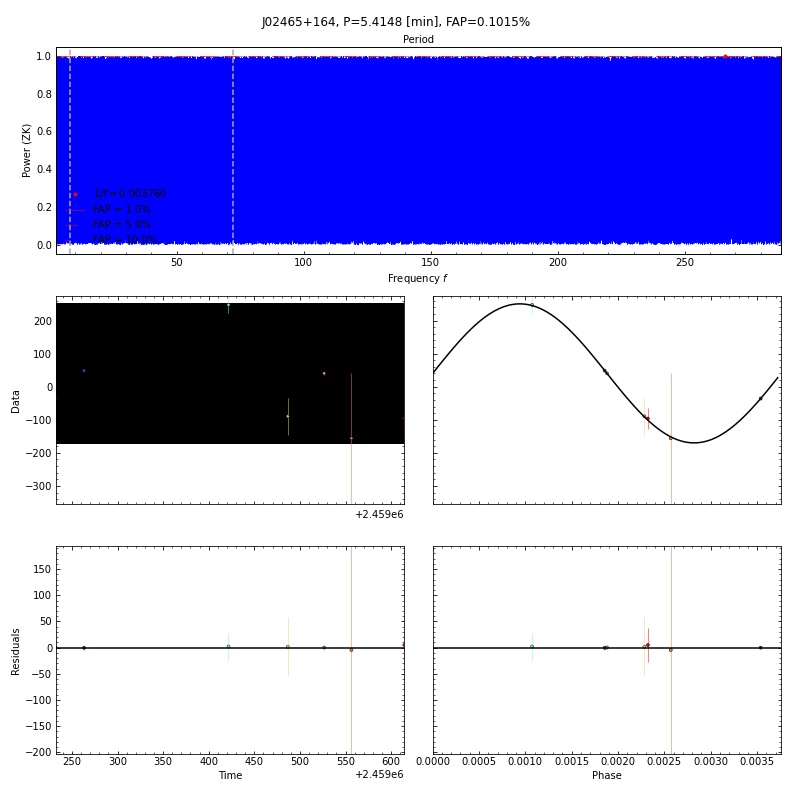 J02465+164, P=5.4148 [min], FAP=0.1015%
Period
Power (ZK)
1.0
0.8
0.6
0.4
0.2
0.0
1/f = 0.003760
FAP = 1.0%
FAP = 5.0%
FAP = 10.0%
50 100 150 200 250
Frequency f
Data
200
100
0
−100
−200
−300
+2.459e6
Residuals
150
100
50
0
−50
−100
−150
−200
250 300 350 400 450 500 550 600
Time
+2.459e6
0.0000 0.0005 0.0010 0.0015 0.0020 0.0025 0.0030 0.0035
Phase